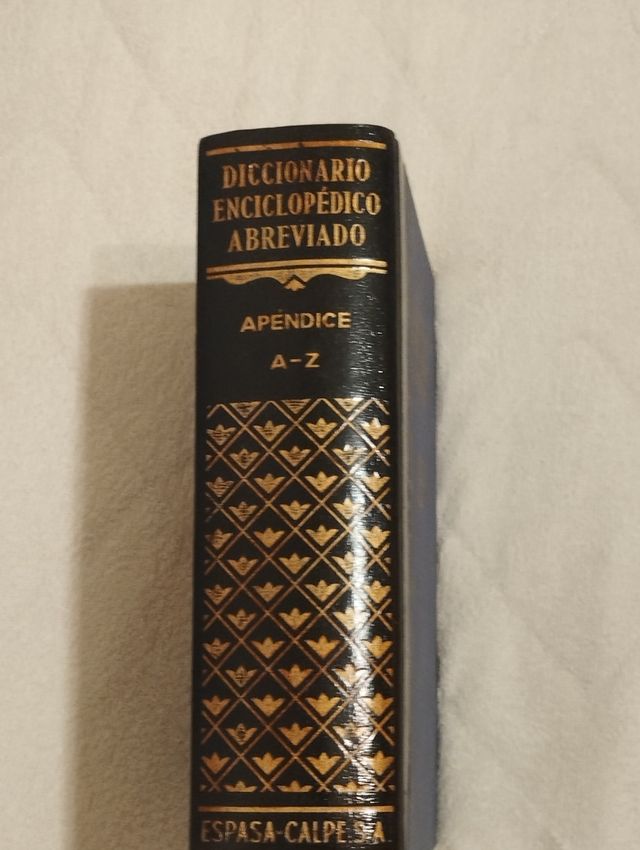 DICCIONARIO
ENCICLOPÉDICO
ABREVIADO
APÉNDICE
A-Z
ESPASA-CALPE, S.A.